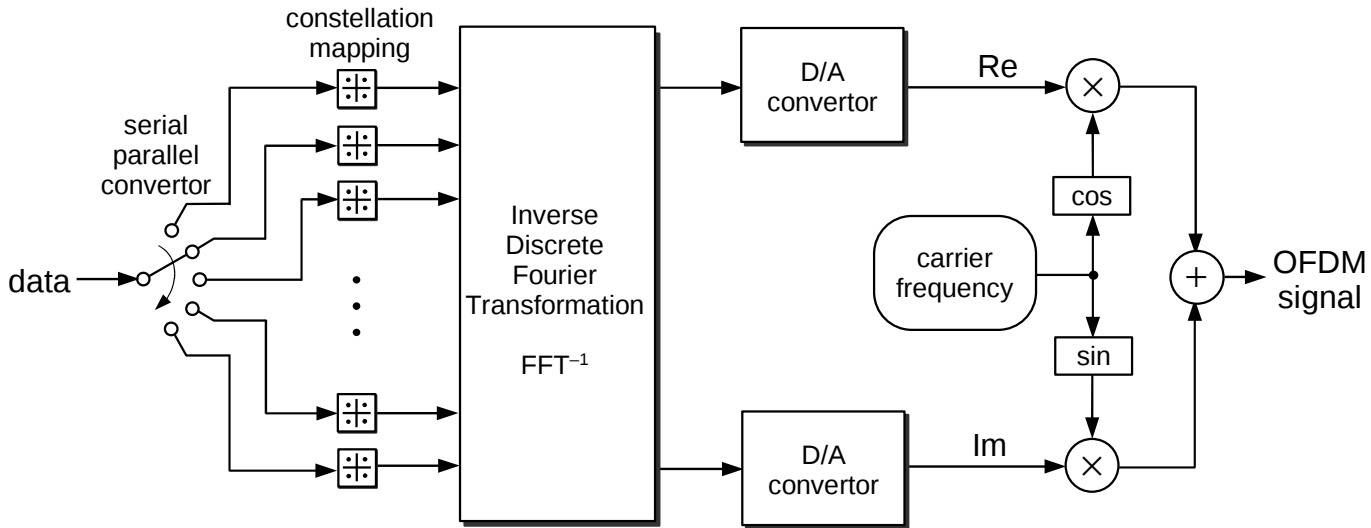 constellation
mapping
serial
parallel
convertor
data
Inverse
Discrete
Fourier
Transformation
FFT⁻¹
D/A
convertor
Re
×
cos
carrier
frequency
+
OFDM
signal
sin
D/A
convertor
Im
×